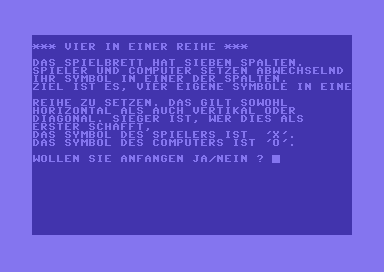 *** VIER IN EINER REIHE ***
DAS SPIELBRETT HAT SIEBEN SPALTEN.
SPIELER UND COMPUTER SETZEN ABWECHSELND
IHR SYMBOL IN EINER DER SPALTEN.
ZIEL IST ES, VIER EIGENE SYMBOLE IN EINE
REIHE ZU SETZEN. DAS GILT SOWOHL
HORIZONTAL ALS AUCH VERTIKAL ODER
DIAGONAL. SIEGER IST, WER DIES ALS
ERSTER SCHAFFT,
DAS SYMBOL DES SPIELERS IST 'X'.
DAS SYMBOL DES COMPUTERS IST 'O'.
WOLLEN SIE ANFANGEN JA/NEIN ?